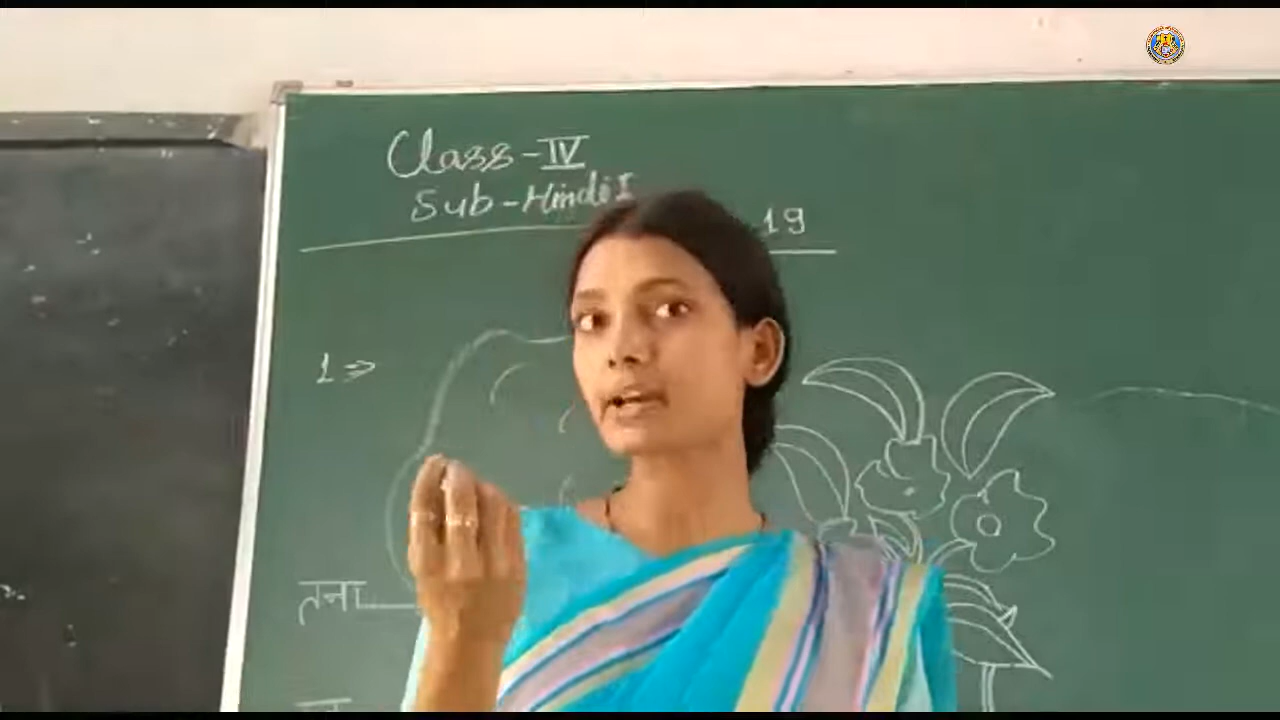 Class-IV
Sub-Hindi I
19
1⇒
तना